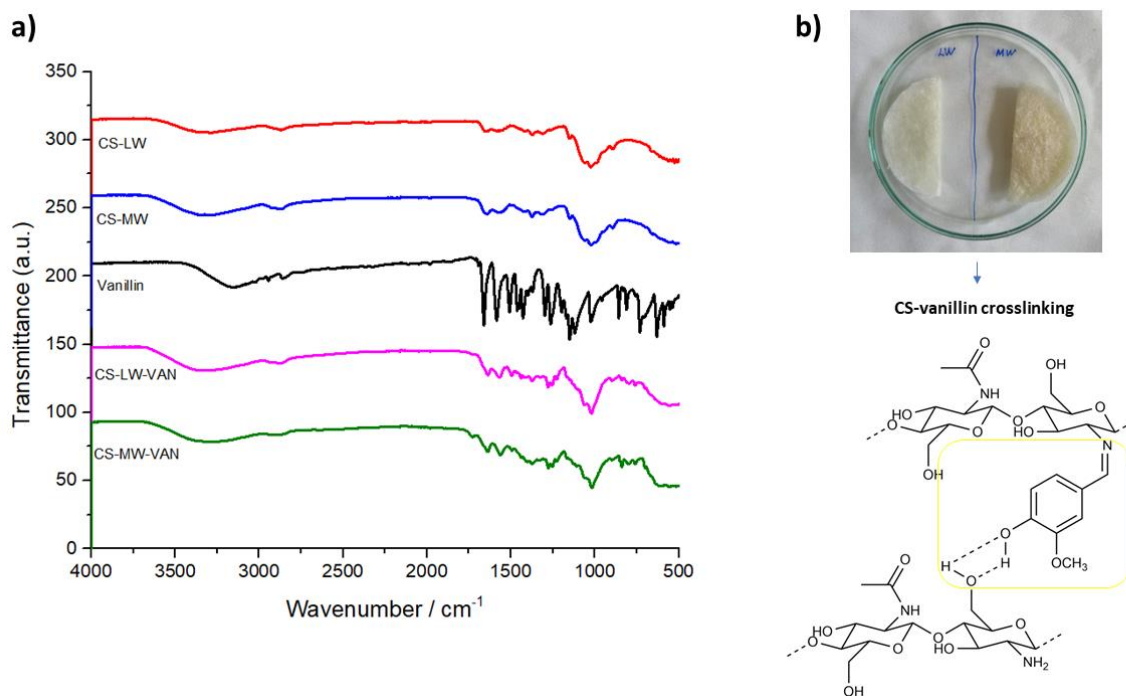 a)
350
300
250
200
150
100
50
0
Transmittance (a.u.)
CS-LW
CS-MW
Vanillin
CS-LW-VAN
CS-MW-VAN
4000 3500 3000 2500 2000 1500 1000 500
Wavenumber / cm⁻¹
b)
LW MW
CS-vanillin crosslinking
O
OH
NH
OH
HO
O
O
O
O
HO
O
OH
N
O
H
H
OCH₃
O
O
NH
HO
O
O
O
O
HO
O
OH
NH₂